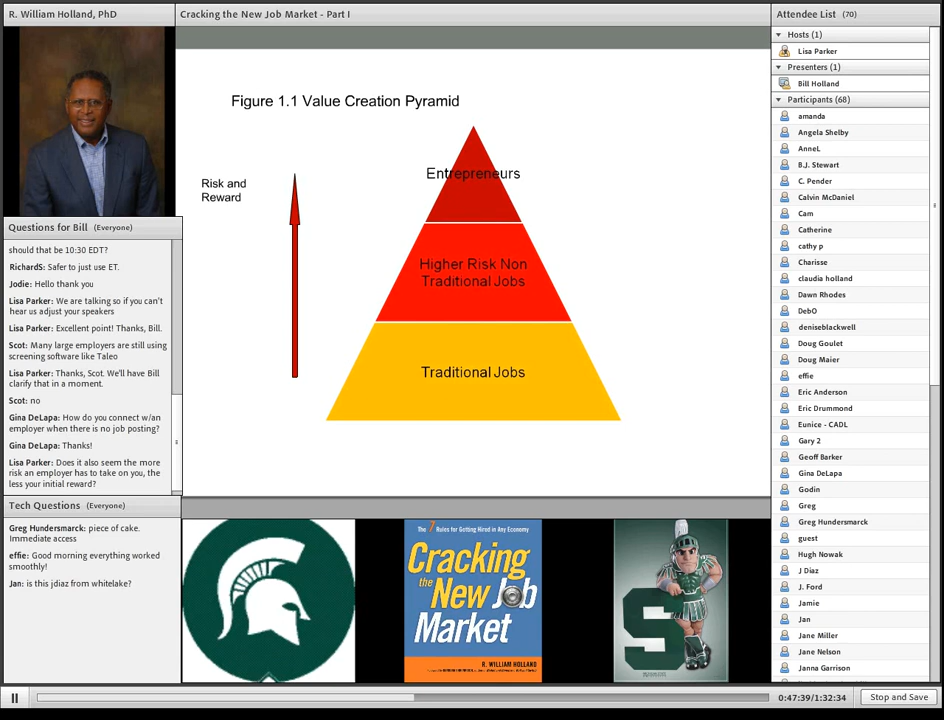 R. William Holland, PhD
Cracking the New Job Market - Part I
Attendee List (70)
Hosts (1)
Lisa Parker
Presenters (1)
Bill Holland
Participants (68)
amanda
Angela Shelby
AnneL
B.J. Stewart
C. Pender
Calvin McDaniel
Cam
Catherine
cathy p
Charisse
claudia holland
Dawn Rhodes
DebO
deniseblackwell
Doug Goulet
Doug Maier
effie
Eric Anderson
Eric Drummond
Eunice - CADL
Gary 2
Geoff Barker
Gina DeLapa
Godin
Greg
Greg Hundersmarck
guest
Hugh Nowak
J Diaz
J. Ford
Jamie
Jan
Jane Miller
Jane Nelson
Janna Garrison
Figure 1.1 Value Creation Pyramid
Risk and
Reward
Entrepreneurs
Higher Risk Non
Traditional Jobs
Traditional Jobs
Questions for Bill (Everyone)
should that be 10:30 EDT?
RichardS: Safer to just use ET.
Jodie: Hello thank you
Lisa Parker: We are talking so if you can't
hear us adjust your speakers
Lisa Parker: Excellent point! Thanks, Bill.
Scot: Many large employers are still using
screening software like Taleo
Lisa Parker: Thanks, Scot. We'll have Bill
clarify that in a moment.
Scot: no
Gina DeLapa: How do you connect w/an
employer when there is no job posting?
Gina DeLapa: Thanks!
Lisa Parker: Does it also seem the more
risk an employer has to take on you, the
less your initial reward?
Tech Questions (Everyone)
Greg Hundersmarck: piece of cake.
Immediate access
effie: Good morning everything worked
smoothly!
Jan: is this jdiaz from whitelake?
The 7 Rules for Getting Hired in Any Economy
Cracking
the New Job
Market
R. WILLIAM HOLLAND
S
0:47:39/1:32:34
Stop and Save